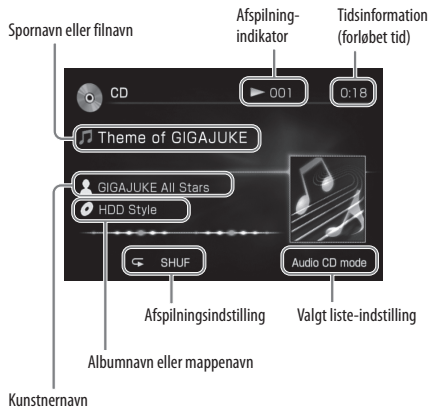 Afspilning-
indikator
Tidsinformation
(forløbet tid)
Spornavn eller filnavn
CD
001
0:18
Theme of GIGAJUKE
GIGAJUKE All Stars
HDD Style
SHUF
Audio CD mode
Afspilningsindstilling
Valgt liste-indstilling
Albumnavn eller mappenavn
Kunstnernavn